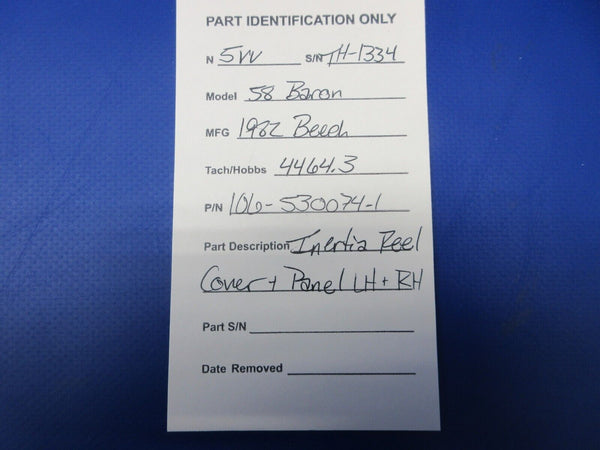 PART IDENTIFICATION ONLY
N 5VV S/N TH-1334
Model 58 Baron
MFG 1982 Beech
Tach/Hobbs 4464.3
P/N 106-530074-1
Part Description Inertia Reel
Cover + Panel LH + RH
Part S/N
Date Removed